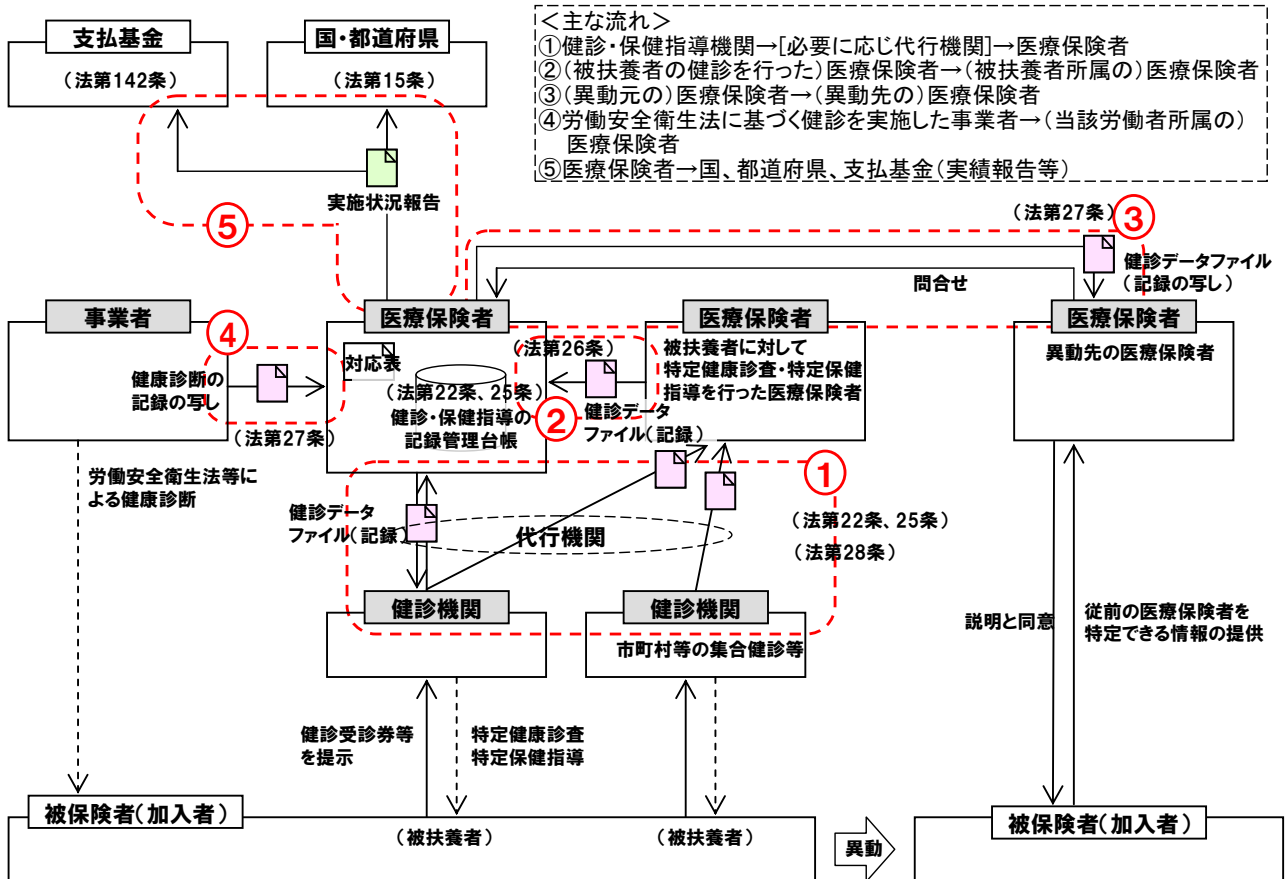 支払基金
(法第142条)
国・都道府県
(法第15条)
<主な流れ>
①健診・保健指導機関→[必要に応じ代行機関]→医療保険者
②(被扶養者の健診を行った)医療保険者→(被扶養者所属の)医療保険者
③(異動元の)医療保険者→(異動先の)医療保険者
④労働安全衛生法に基づく健診を実施した事業者→(当該労働者所属の)
医療保険者
⑤医療保険者→国、都道府県、支払基金(実績報告等)
実施状況報告
⑤
(法第27条)
③
健診データファイル
(記録の写し)
問合せ
事業者
④
健康診断の
記録の写し
(法第27条)
医療保険者
対応表
(法第22条、25条)
健診・保健指導の
記録管理台帳
(法第26条)
②
健診データ
ファイル(記録)
医療保険者
被扶養者に対して
特定健康診査・特定保健
指導を行った医療保険者
医療保険者
異動先の医療保険者
労働安全衛生法等に
よる健康診断
健診データ
ファイル(記録)
代行機関
①
(法第22条、25条)
(法第28条)
健診機関
健診機関
市町村等の集合健診等
説明と同意
従前の医療保険者を
特定できる情報の提供
健診受診券等
を提示
特定健康診査
特定保健指導
被保険者(加入者)
(被扶養者)
(被扶養者)
異動
被保険者(加入者)